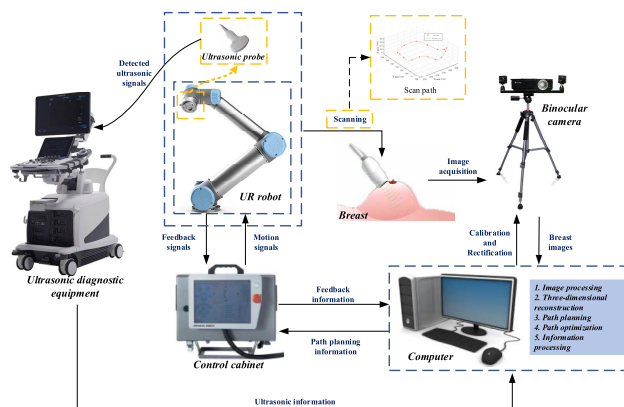 Detected
ultrasonic
signals
Ultrasonic probe
Scan path
Scanning
Binocular
camera
UR robot
Image
acquisition
Breast
Feedback
signals
Motion
signals
Calibration
and
Rectification
Breast
images
Ultrasonic diagnostic
equipment
Feedback
information
1. Image processing
2. Three-dimensional
reconstruction
3. Path planning
4. Path optimization
5. Information
processing
Path planning
information
Control cabinet
Computer
Ultrasonic information